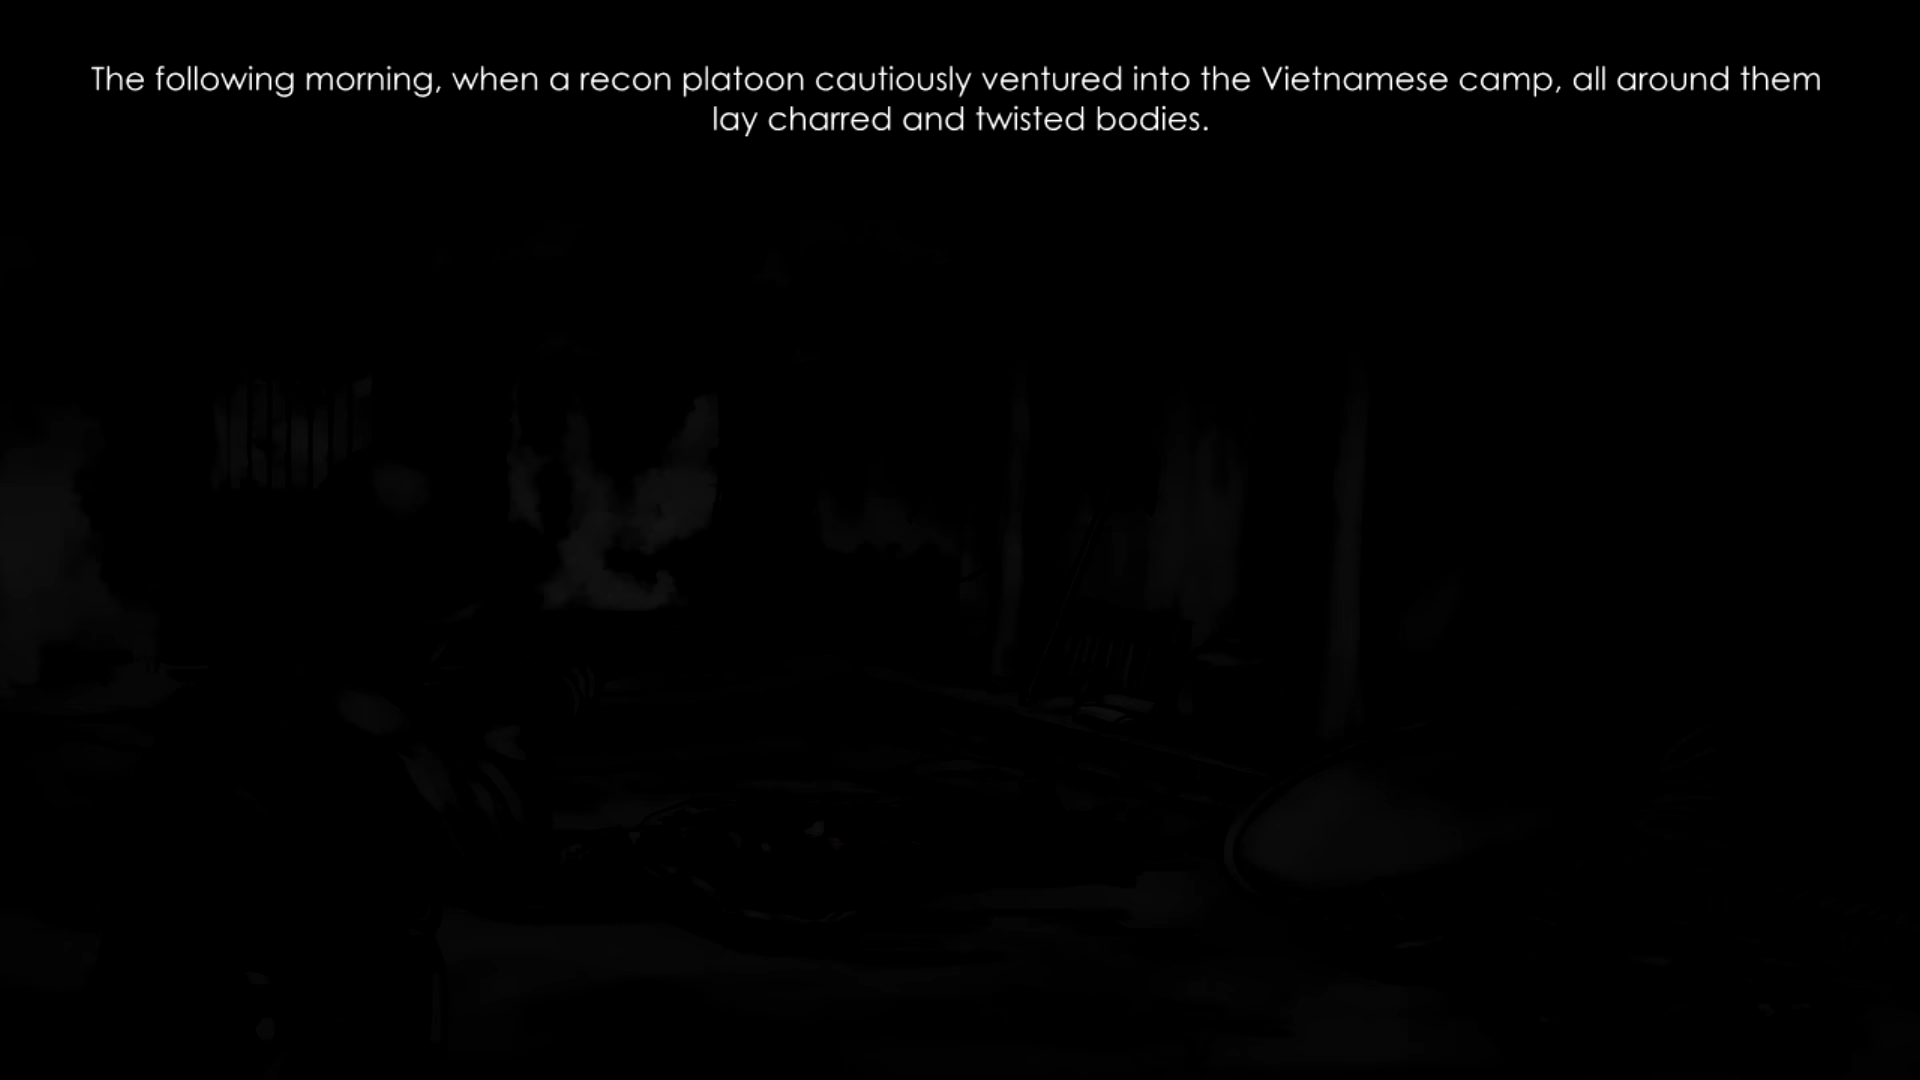 The following morning, when a recon platoon cautiously ventured into the Vietnamese camp, all around them
lay charred and twisted bodies.